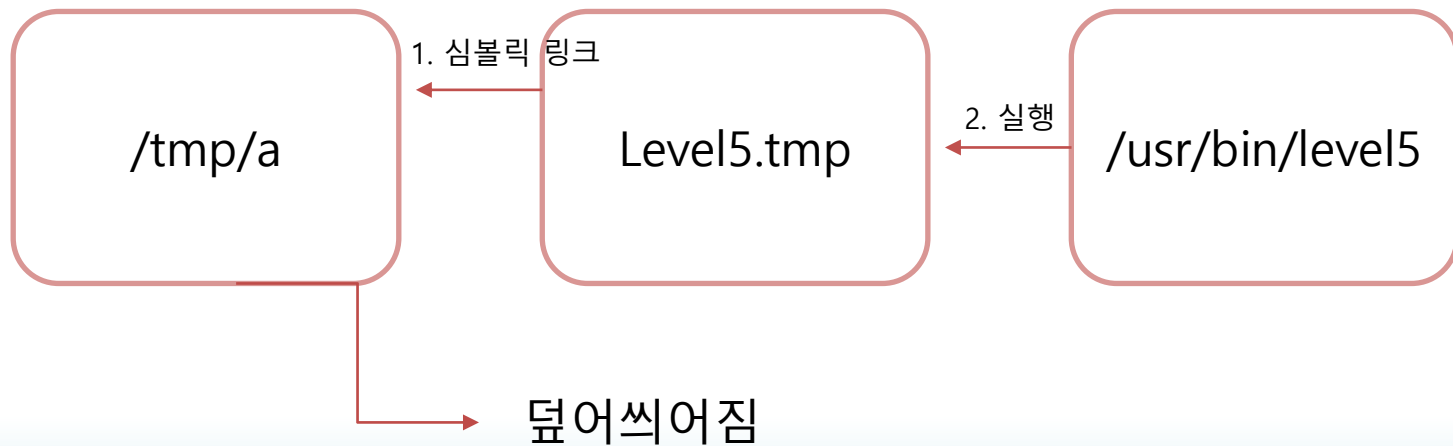 1. 심볼릭 링크
2. 실행
/tmp/a
Level5.tmp
/usr/bin/level5
덮어씌어짐